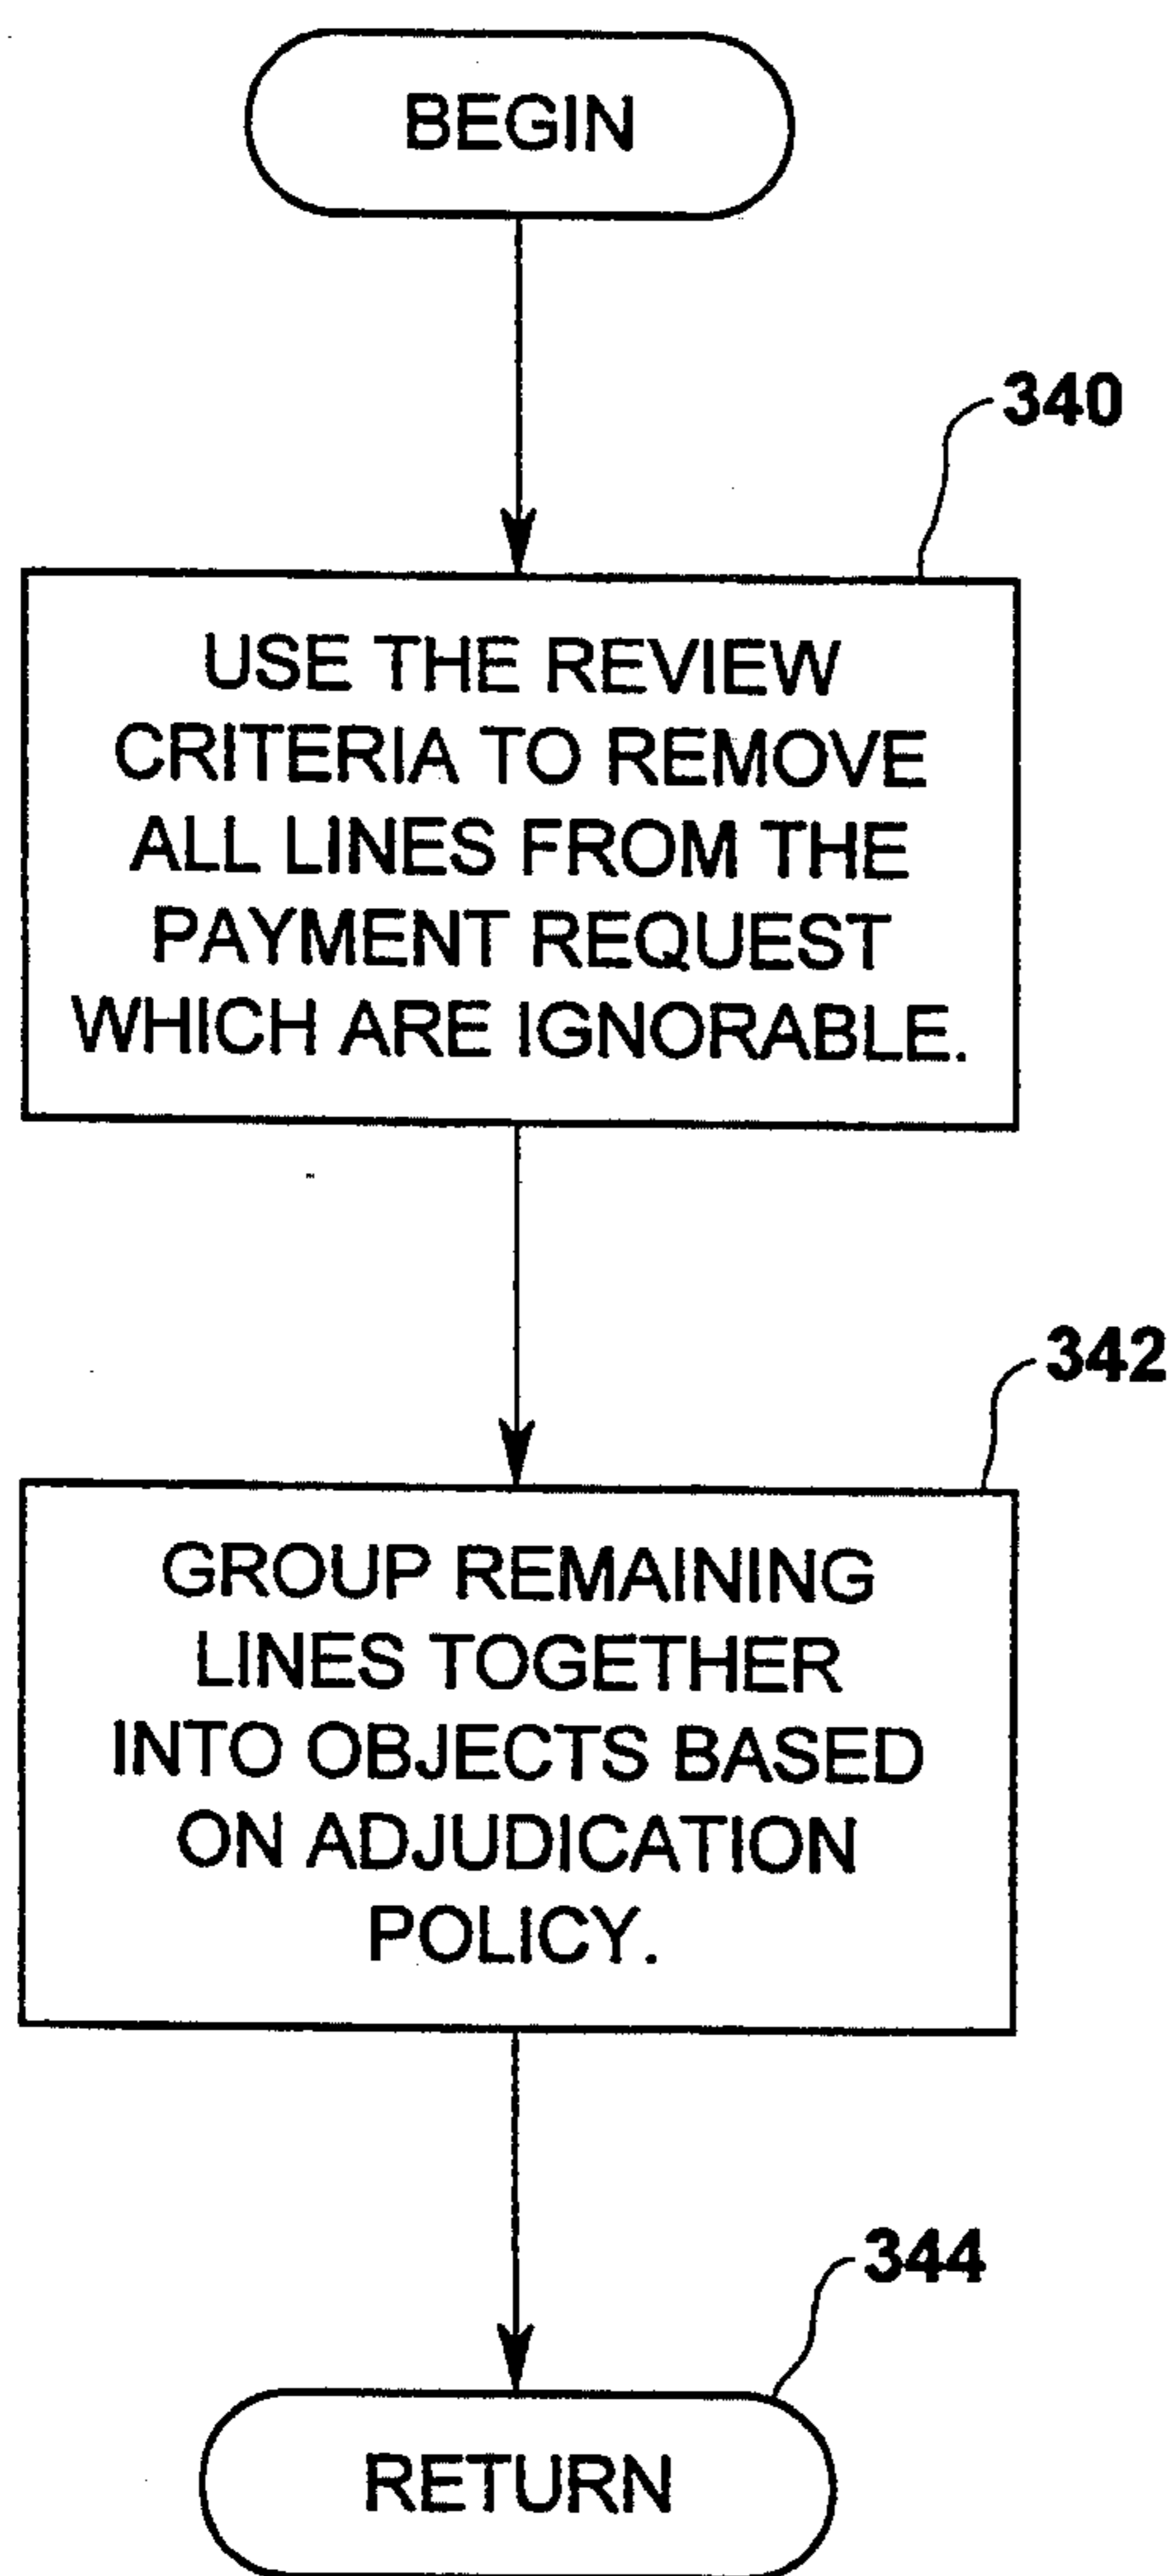 BEGIN
340
USE THE REVIEW
CRITERIA TO REMOVE
ALL LINES FROM THE
PAYMENT REQUEST
WHICH ARE IGNORABLE.
342
GROUP REMAINING
LINES TOGETHER
INTO OBJECTS BASED
ON ADJUDICATION
POLICY.
344
RETURN